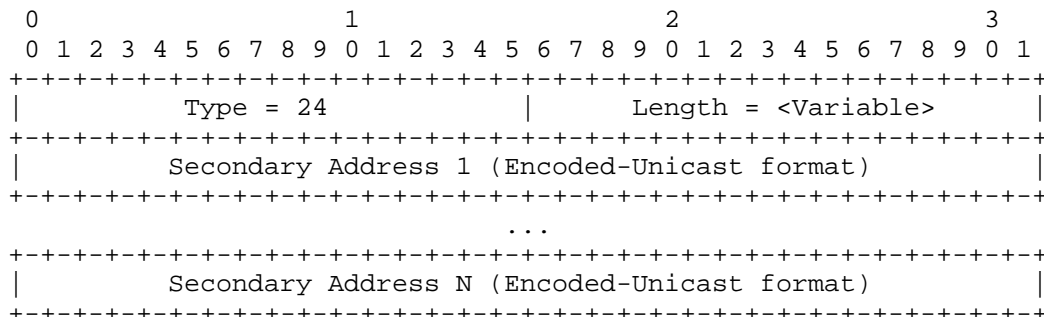 0                   1                   2                   3
 0 1 2 3 4 5 6 7 8 9 0 1 2 3 4 5 6 7 8 9 0 1 2 3 4 5 6 7 8 9 0 1
+-+-+-+-+-+-+-+-+-+-+-+-+-+-+-+-+-+-+-+-+-+-+-+-+-+-+-+-+-+-+-+-+
|          Type = 24            |      Length = <Variable>      |
+-+-+-+-+-+-+-+-+-+-+-+-+-+-+-+-+-+-+-+-+-+-+-+-+-+-+-+-+-+-+-+-+
|         Secondary Address 1 (Encoded-Unicast format)          |
+-+-+-+-+-+-+-+-+-+-+-+-+-+-+-+-+-+-+-+-+-+-+-+-+-+-+-+-+-+-+-+-+
                               ...
+-+-+-+-+-+-+-+-+-+-+-+-+-+-+-+-+-+-+-+-+-+-+-+-+-+-+-+-+-+-+-+-+
|         Secondary Address N (Encoded-Unicast format)          |
+-+-+-+-+-+-+-+-+-+-+-+-+-+-+-+-+-+-+-+-+-+-+-+-+-+-+-+-+-+-+-+-+